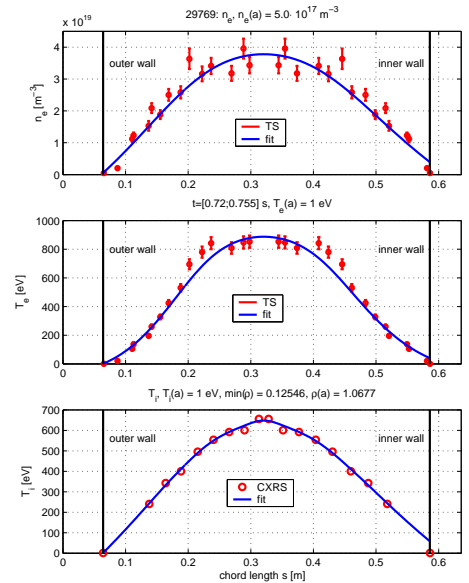 29769: n_e, n_e(a) = 5.0· 10^17 m^-3
x 10^19
4
3
2
1
0
n_e [m^-3]
outer wall
inner wall
TS
fit
0 0.1 0.2 0.3 0.4 0.5 0.6
t=[0.72;0.755] s, T_e(a) = 1 eV
1000
800
600
400
200
0
T_e [eV]
outer wall
inner wall
TS
fit
0 0.1 0.2 0.3 0.4 0.5 0.6
T_i, T_i(a) = 1 eV, min(ρ) = 0.12546, ρ(a) = 1.0677
700
600
500
400
300
200
100
0
T_i [eV]
outer wall
inner wall
CXRS
fit
0 0.1 0.2 0.3 0.4 0.5 0.6
chord length s [m]